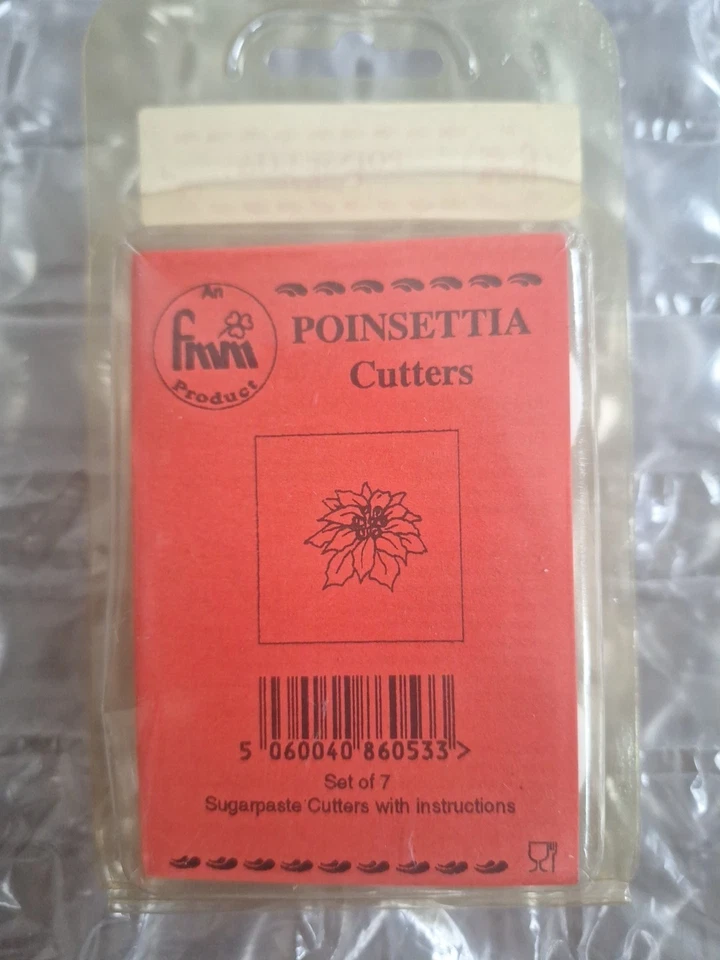 An
fmm
Product
POINSETTIA
Cutters
5 060040 860533 >
Set of 7
Sugarpaste Cutters with instructions